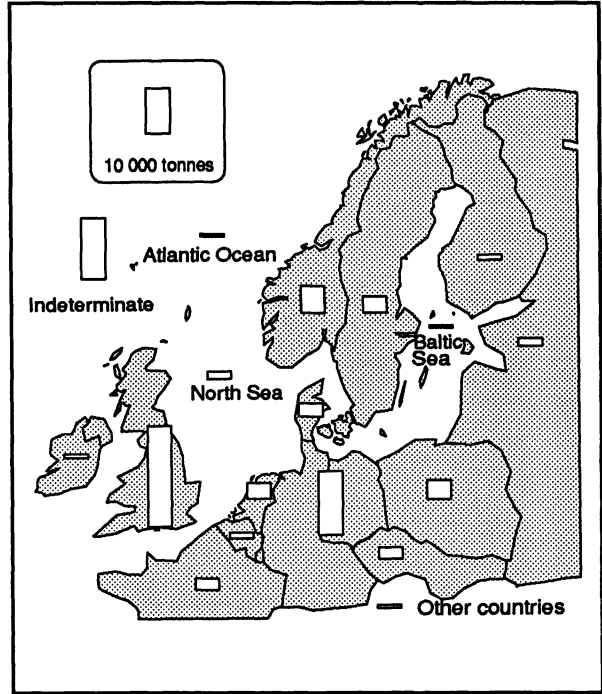 10 000 tonnes
Atlantic Ocean
Indeterminate
Baltic
Sea
North Sea
Other countries